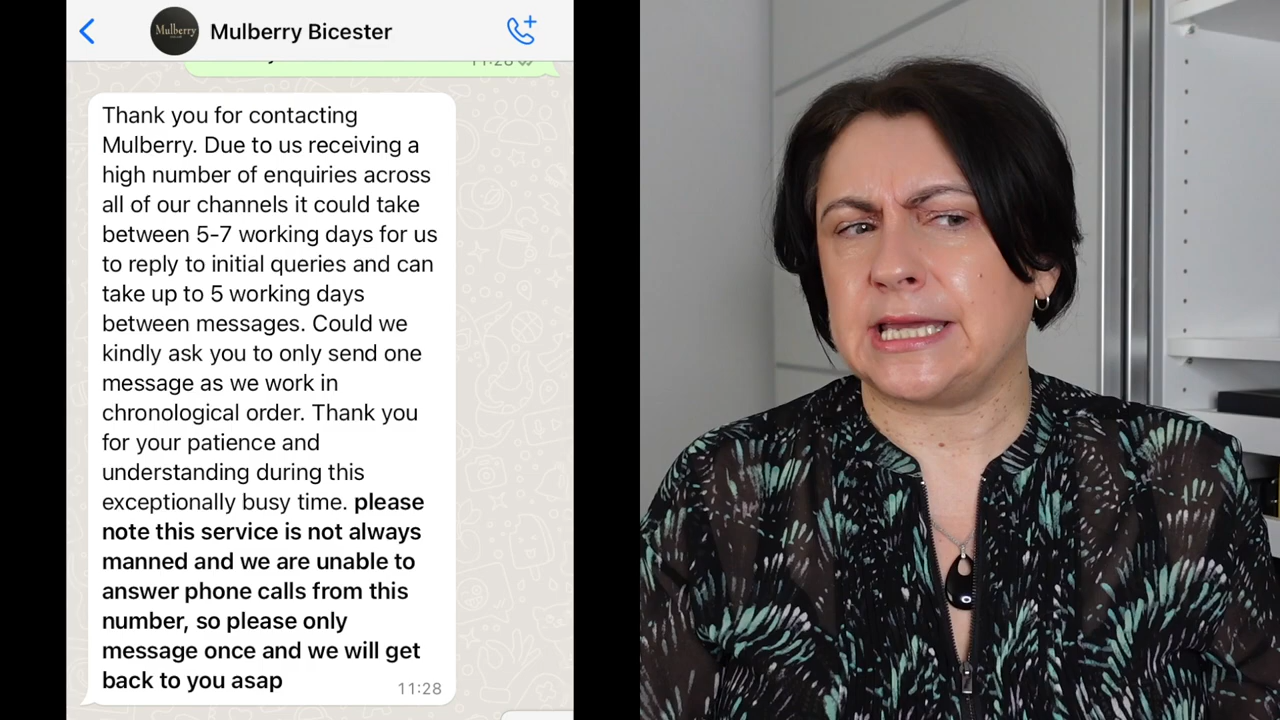 Mulberry
Mulberry Bicester
11:28
Thank you for contacting
Mulberry. Due to us receiving a
high number of enquiries across
all of our channels it could take
between 5-7 working days for us
to reply to initial queries and can
take up to 5 working days
between messages. Could we
kindly ask you to only send one
message as we work in
chronological order. Thank you
for your patience and
understanding during this
exceptionally busy time. please
note this service is not always
manned and we are unable to
answer phone calls from this
number, so please only
message once and we will get
back to you asap
11:28